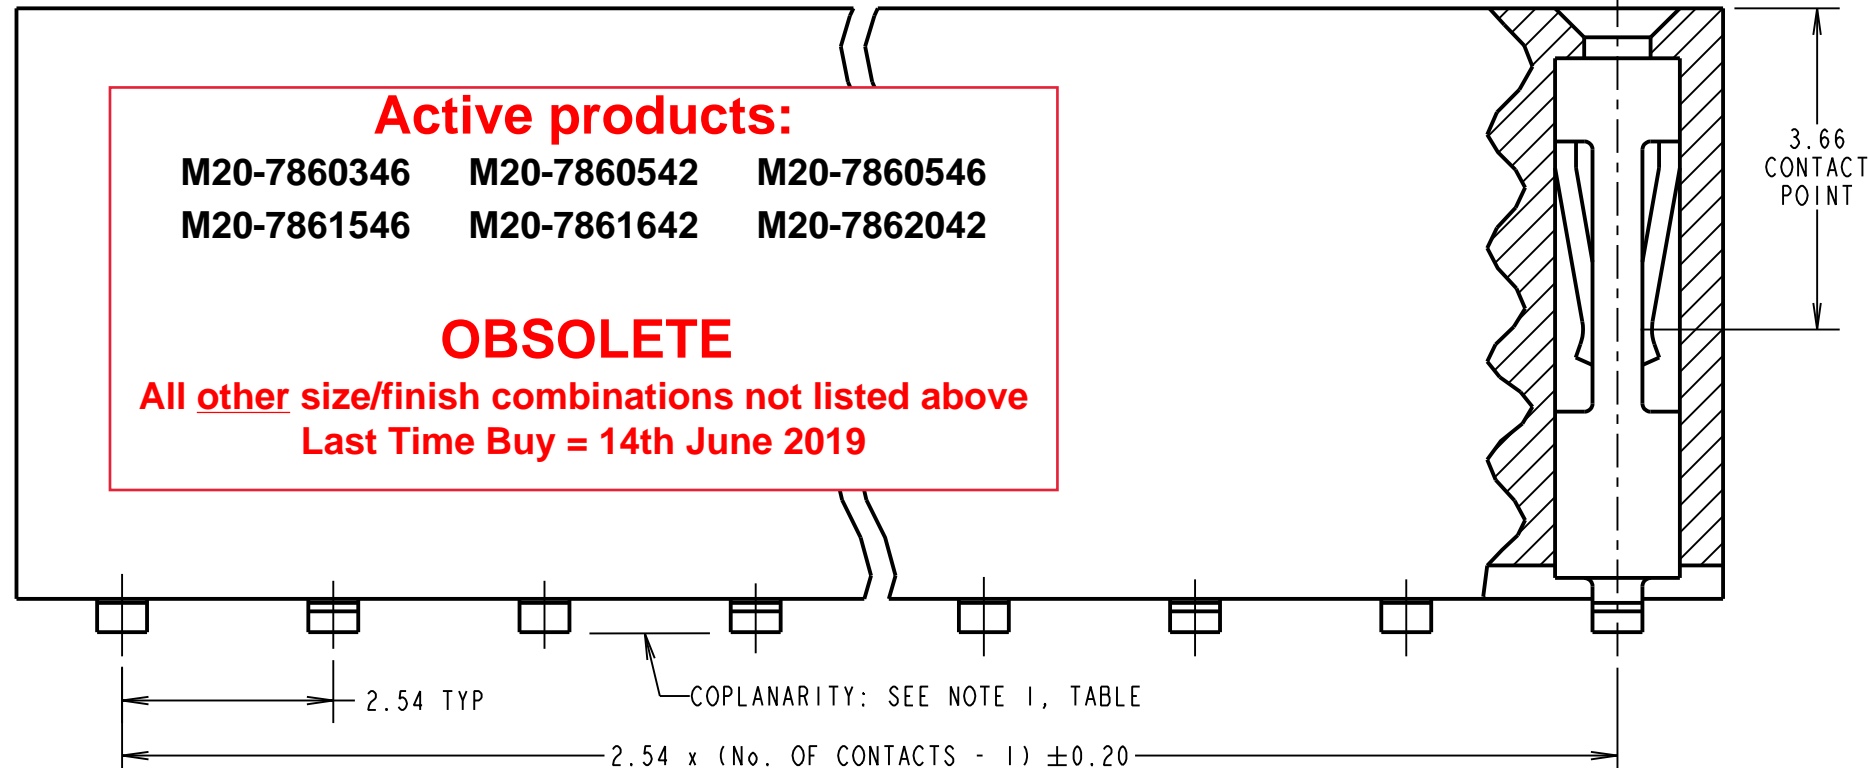 Active products:
M20-7860346 M20-7860542 M20-7860546
M20-7861546 M20-7861642 M20-7862042
OBSOLETE
All other size/finish combinations not listed above
Last Time Buy = 14th June 2019
3.66
CONTACT
POINT
2.54 TYP
COPLANARITY: SEE NOTE 1, TABLE
2.54 x (No. OF CONTACTS - 1) ±0.20